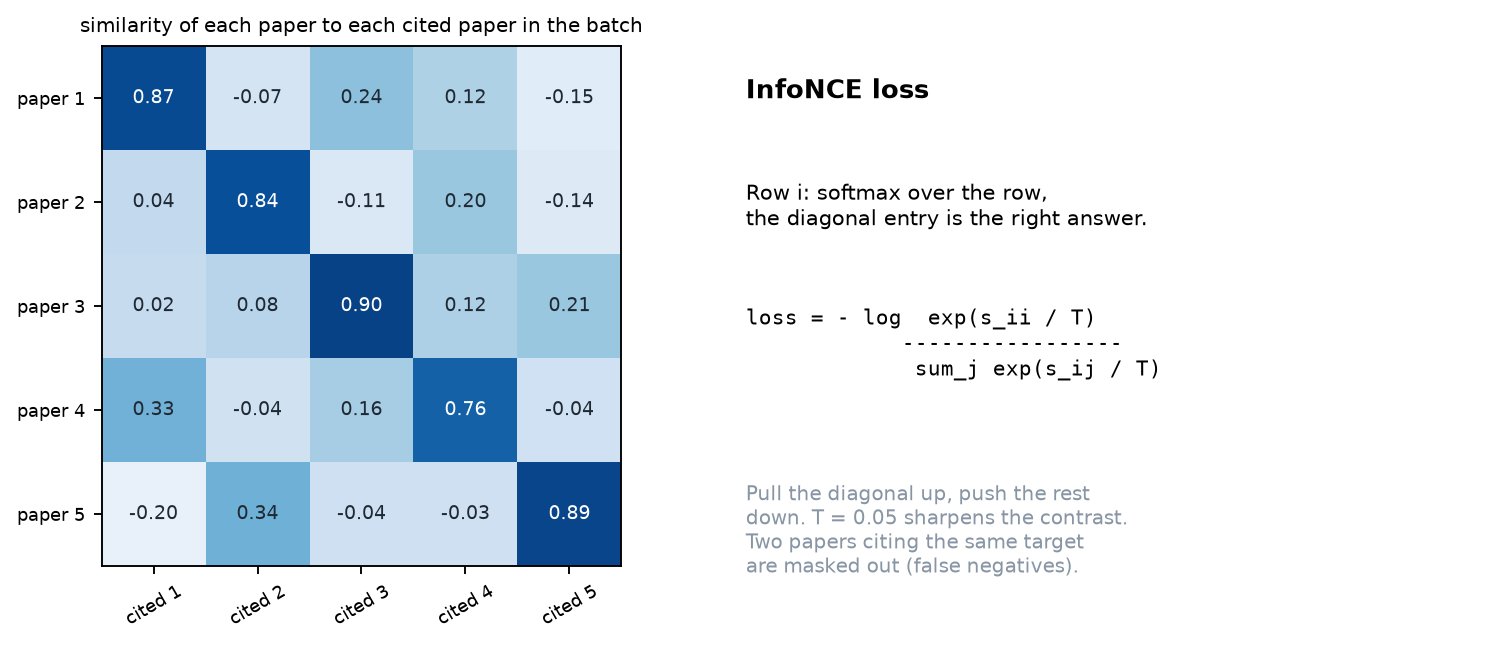 similarity of each paper to each cited paper in the batch
paper 1 0.87 -0.07 0.24 0.12 -0.15
paper 2 0.04 0.84 -0.11 0.20 -0.14
paper 3 0.02 0.08 0.90 0.12 0.21
paper 4 0.33 -0.04 0.16 0.76 -0.04
paper 5 -0.20 0.34 -0.04 -0.03 0.89
cited 1 cited 2 cited 3 cited 4 cited 5
InfoNCE loss
Row i: softmax over the row,
the diagonal entry is the right answer.
loss = - log  exp(s_ii / T)
-----------------
sum_j exp(s_ij / T)
Pull the diagonal up, push the rest
down. T = 0.05 sharpens the contrast.
Two papers citing the same target
are masked out (false negatives).